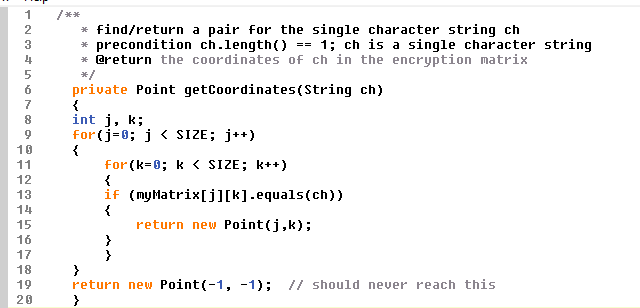 1 /**
2 * find/return a pair for the single character string ch
3 * precondition ch.length() == 1; ch is a single character string
4 * @return the coordinates of ch in the encryption matrix
5 */
6 private Point getCoordinates(String ch)
7 {
8 int j, k;
9 for(j=0; j < SIZE; j++)
10 {
11 for(k=0; k < SIZE; k++)
12 {
13 if (myMatrix[j][k].equals(ch))
14 {
15 return new Point(j,k);
16 }
17 }
18 }
19 return new Point(-1, -1);  // should never reach this
20 }